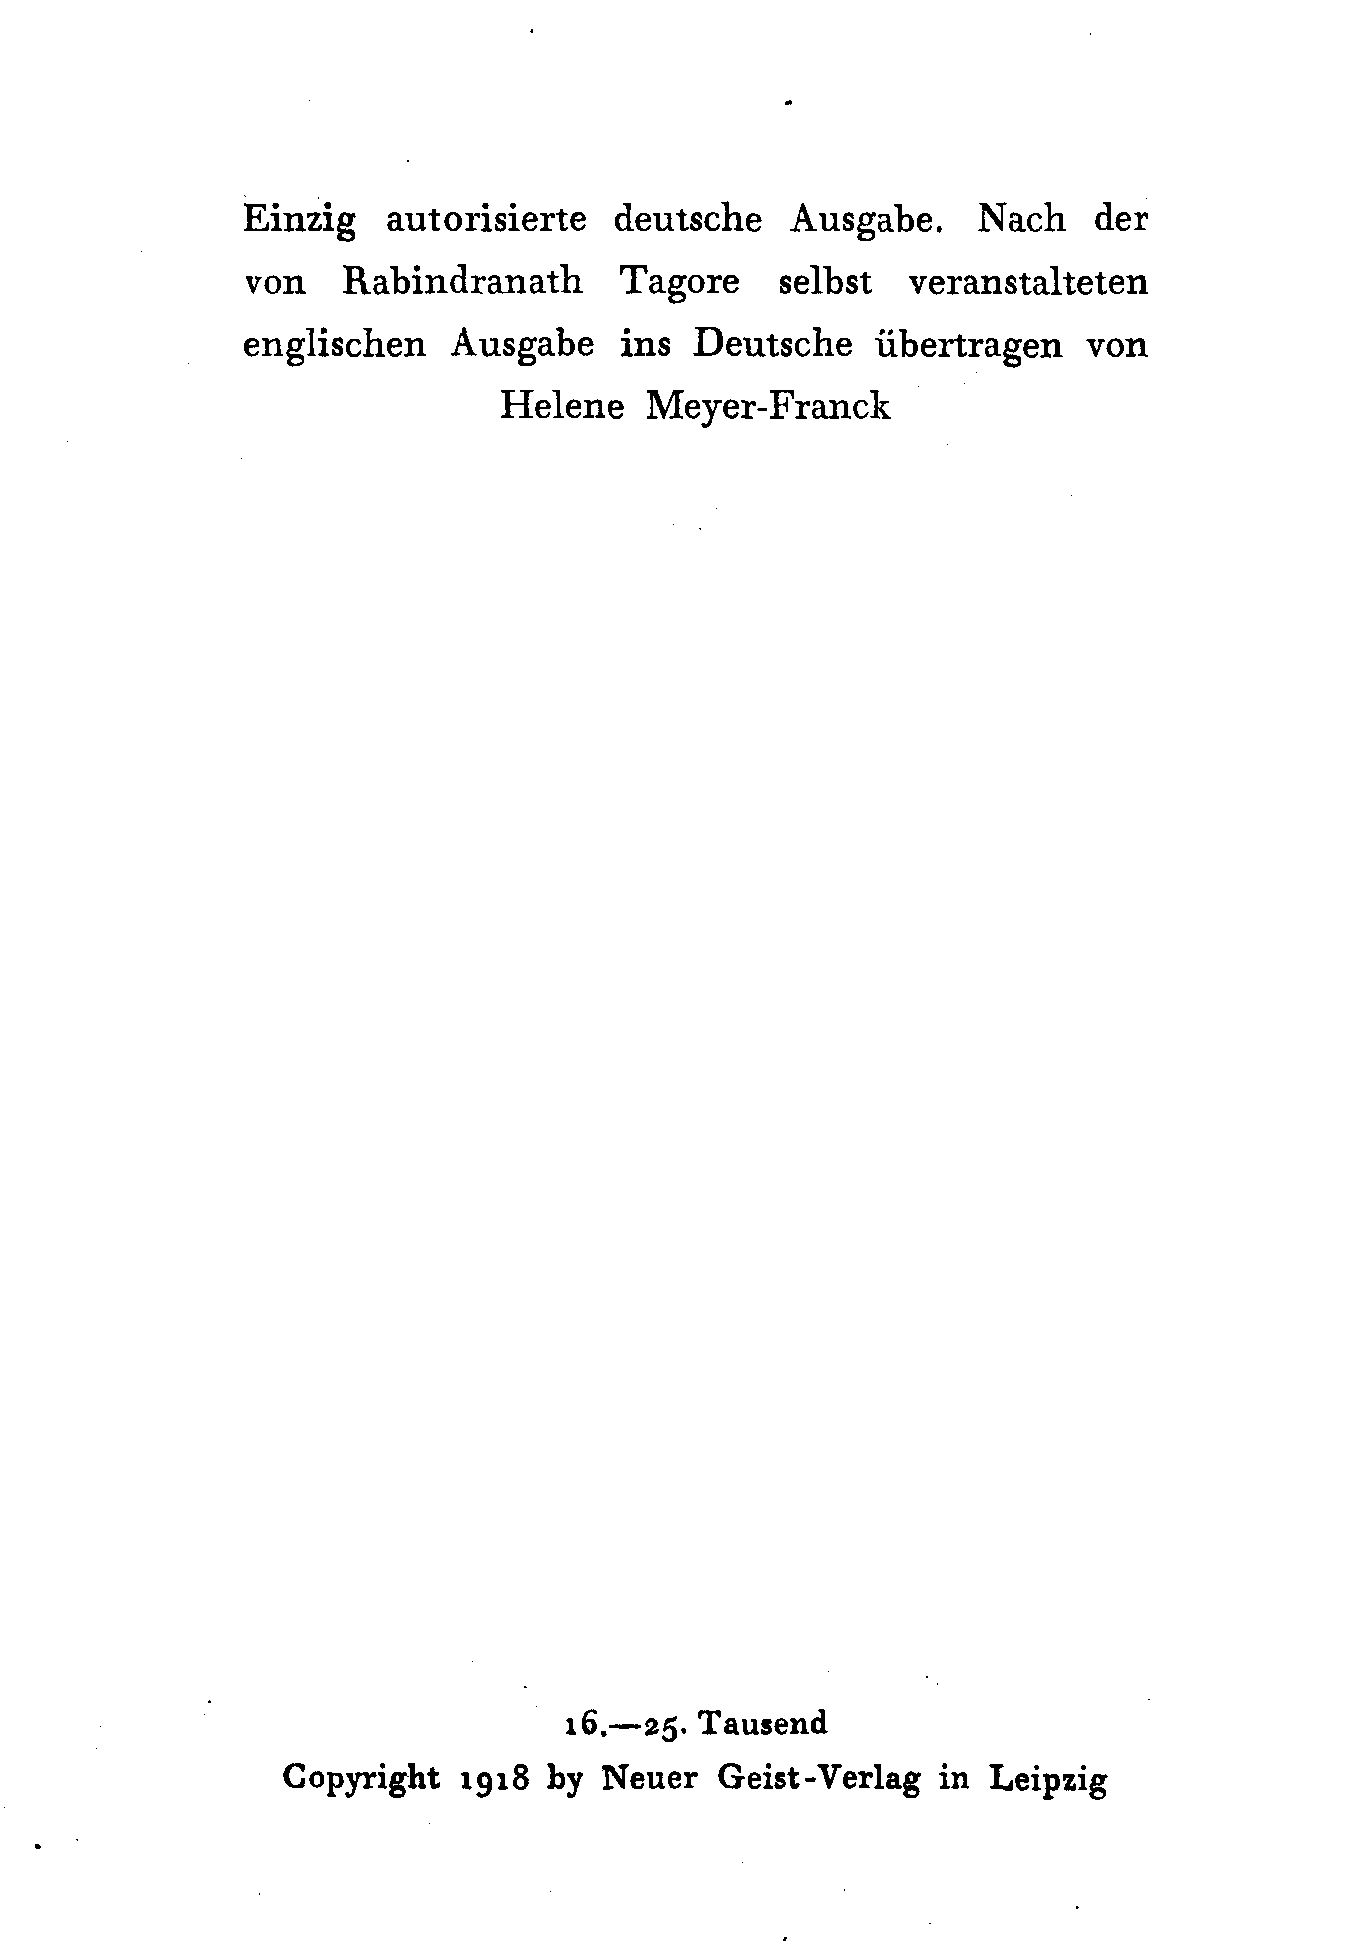 Einzig autorisierte deutsche Ausgabe. Nach der
von Rabindranath Tagore selbst veranstalteten
englischen Ausgabe ins Deutsche übertragen von
Helene Meyer-Franck
16.—25. Tausend
Copyright 1918 by Neuer Geist-Verlag in Leipzig